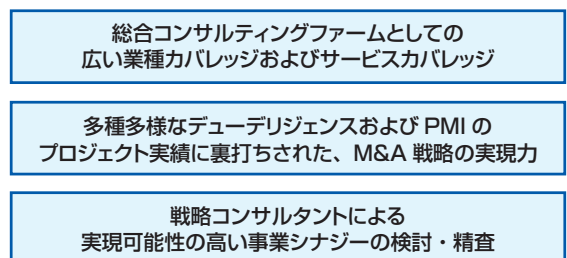 総合コンサルティングファームとしての
広い業種カバレッジおよびサービスカバレッジ
多種多様なデューデリジェンスおよび PMI の
プロジェクト実績に裏打ちされた、M&A 戦略の実現力
戦略コンサルタントによる
実現可能性の高い事業シナジーの検討・精査